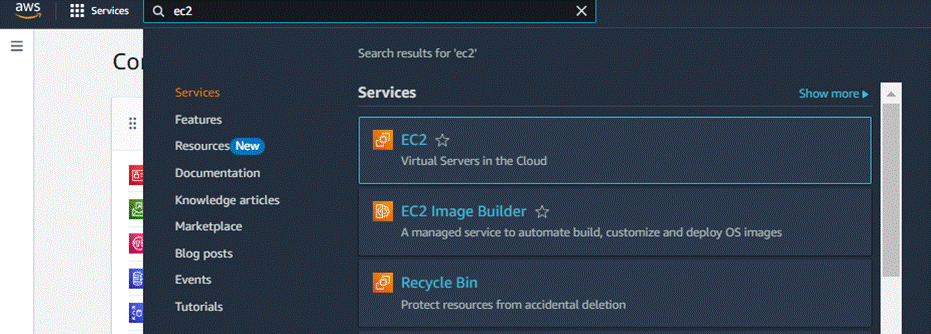 aws
Services
ec2
Search results for 'ec2'
Services
Features
Resources New
Documentation
Knowledge articles
Marketplace
Blog posts
Events
Tutorials
Services
Show more
EC2
Virtual Servers in the Cloud
EC2 Image Builder
A managed service to automate build, customize and deploy OS images
Recycle Bin
Protect resources from accidental deletion